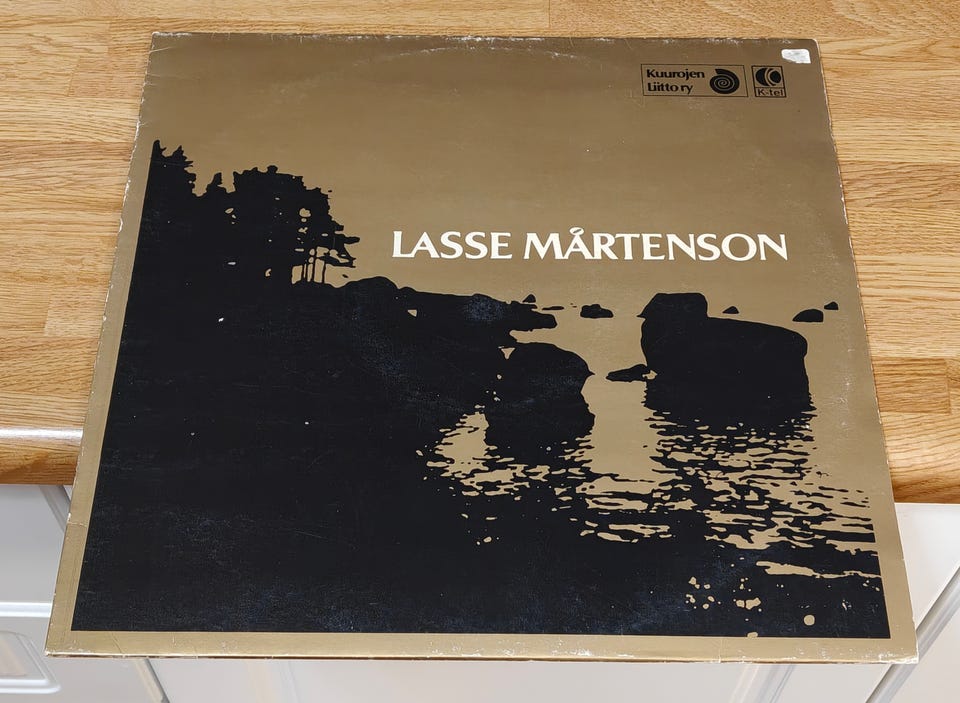 Kuurojen
Liitto ry
K-tel
LASSE MÅRTENSON